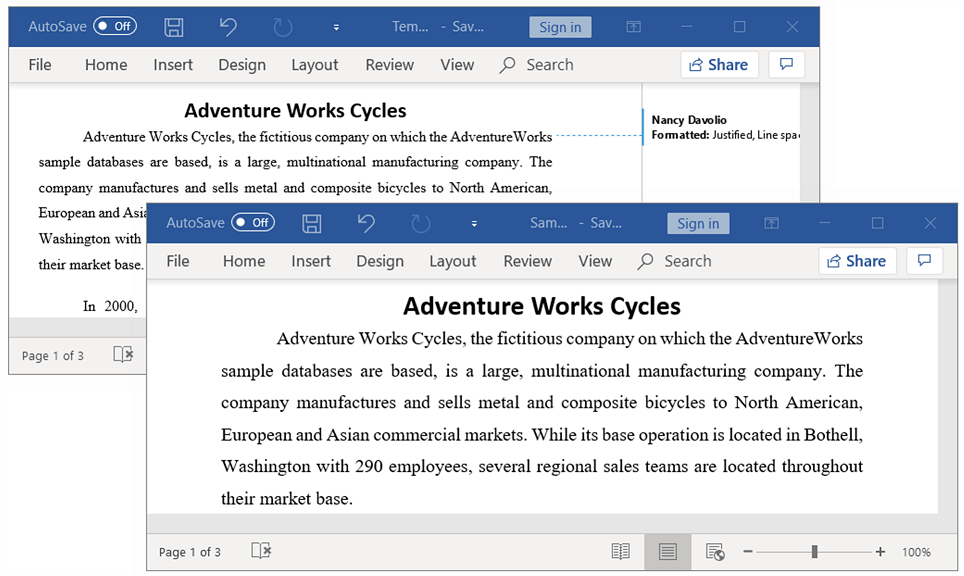 AutoSave Off Tem... - Sav... Sign in
File Home Insert Design Layout Review View Search Share
Adventure Works Cycles
Adventure Works Cycles, the fictitious company on which the AdventureWorks
sample databases are based, is a large, multinational manufacturing company. The
company manufactures and sells metal and composite bicycles to North American,
European and Asia
Washington with
their market base.
In 2000,
Nancy Davolio
Formatted: Justified, Line spac
Page 1 of 3
AutoSave Off Sam... - Sav... Sign in
File Home Insert Design Layout Review View Search Share
Adventure Works Cycles
Adventure Works Cycles, the fictitious company on which the AdventureWorks
sample databases are based, is a large, multinational manufacturing company. The
company manufactures and sells metal and composite bicycles to North American,
European and Asian commercial markets. While its base operation is located in Bothell,
Washington with 290 employees, several regional sales teams are located throughout
their market base.
Page 1 of 3 100%